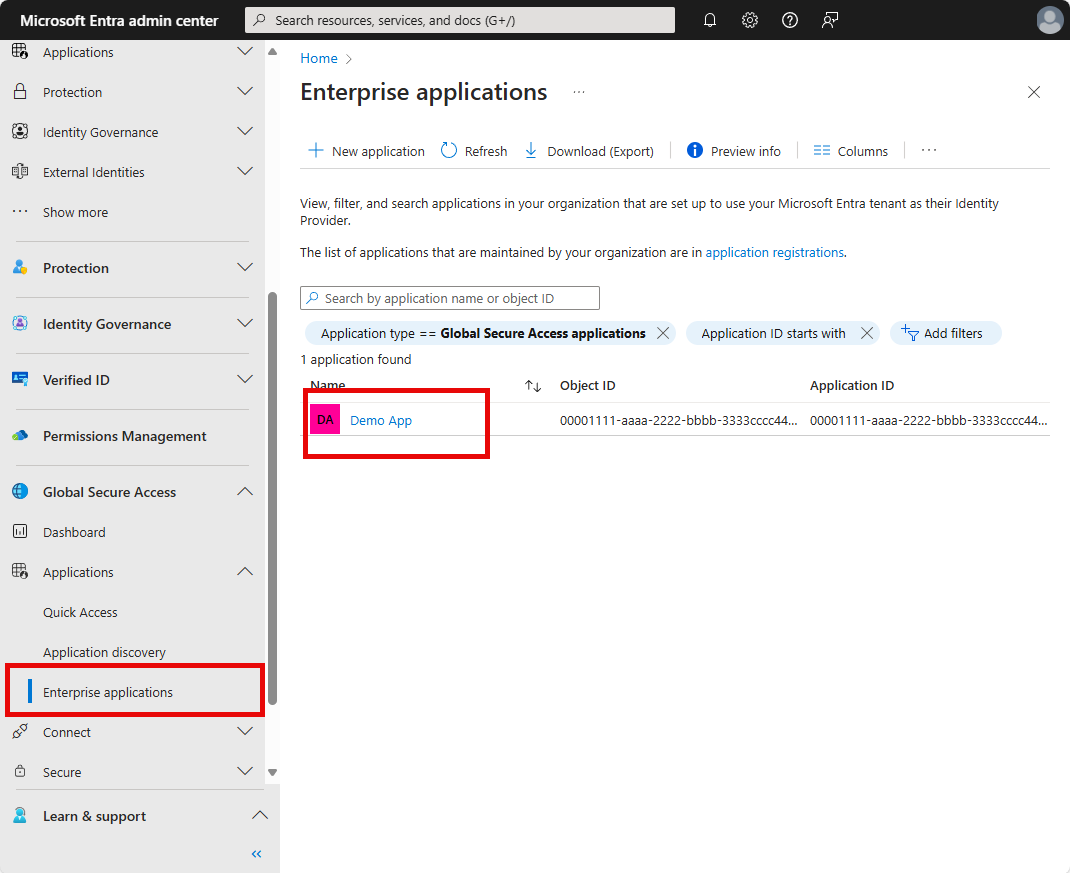 Microsoft Entra admin center
Search resources, services, and docs (G+/)
Applications
Protection
Identity Governance
External Identities
Show more
Protection
Identity Governance
Verified ID
Permissions Management
Global Secure Access
Dashboard
Applications
Quick Access
Application discovery
Enterprise applications
Connect
Secure
Learn & support
Home
Enterprise applications
New application
Refresh
Download (Export)
Preview info
Columns
View, filter, and search applications in your organization that are set up to use your Microsoft Entra tenant as their Identity
Provider.
The list of applications that are maintained by your organization are in application registrations.
Search by application name or object ID
Application type == Global Secure Access applications
Application ID starts with
Add filters
1 application found
Name
Object ID
Application ID
DA
Demo App
00001111-aaaa-2222-bbbb-3333cccc44...
00001111-aaaa-2222-bbbb-3333cccc44...